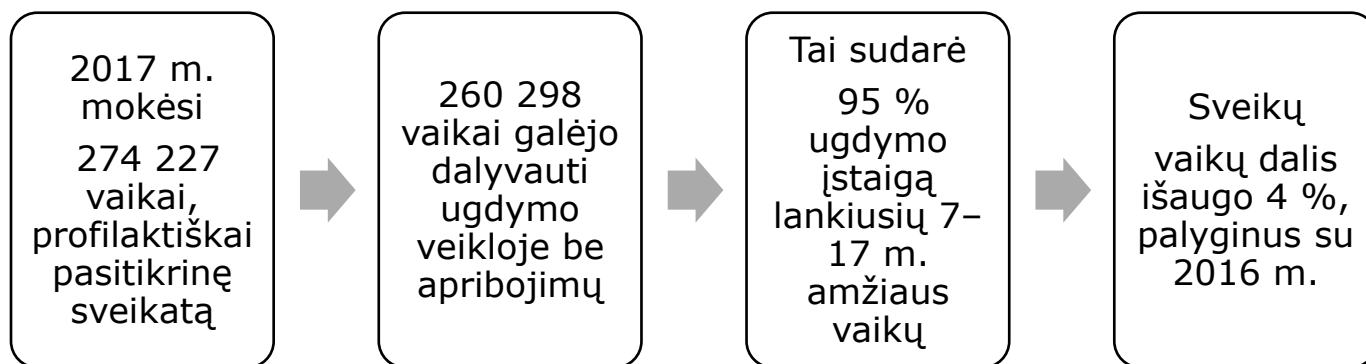 2017 m.
mokėsi
274 227
vaikai,
profilaktiškai
pasitikrinę
sveikatą
260 298
vaikai galėjo
dalyvauti
ugdymo
veikloje be
apribojimų
Tai sudarė
95 %
ugdymo
įstaigą
lankiusių 7–
17 m.
amžiaus
vaikų
Sveikų
vaikų dalis
išaugo 4 %,
palyginus su
2016 m.